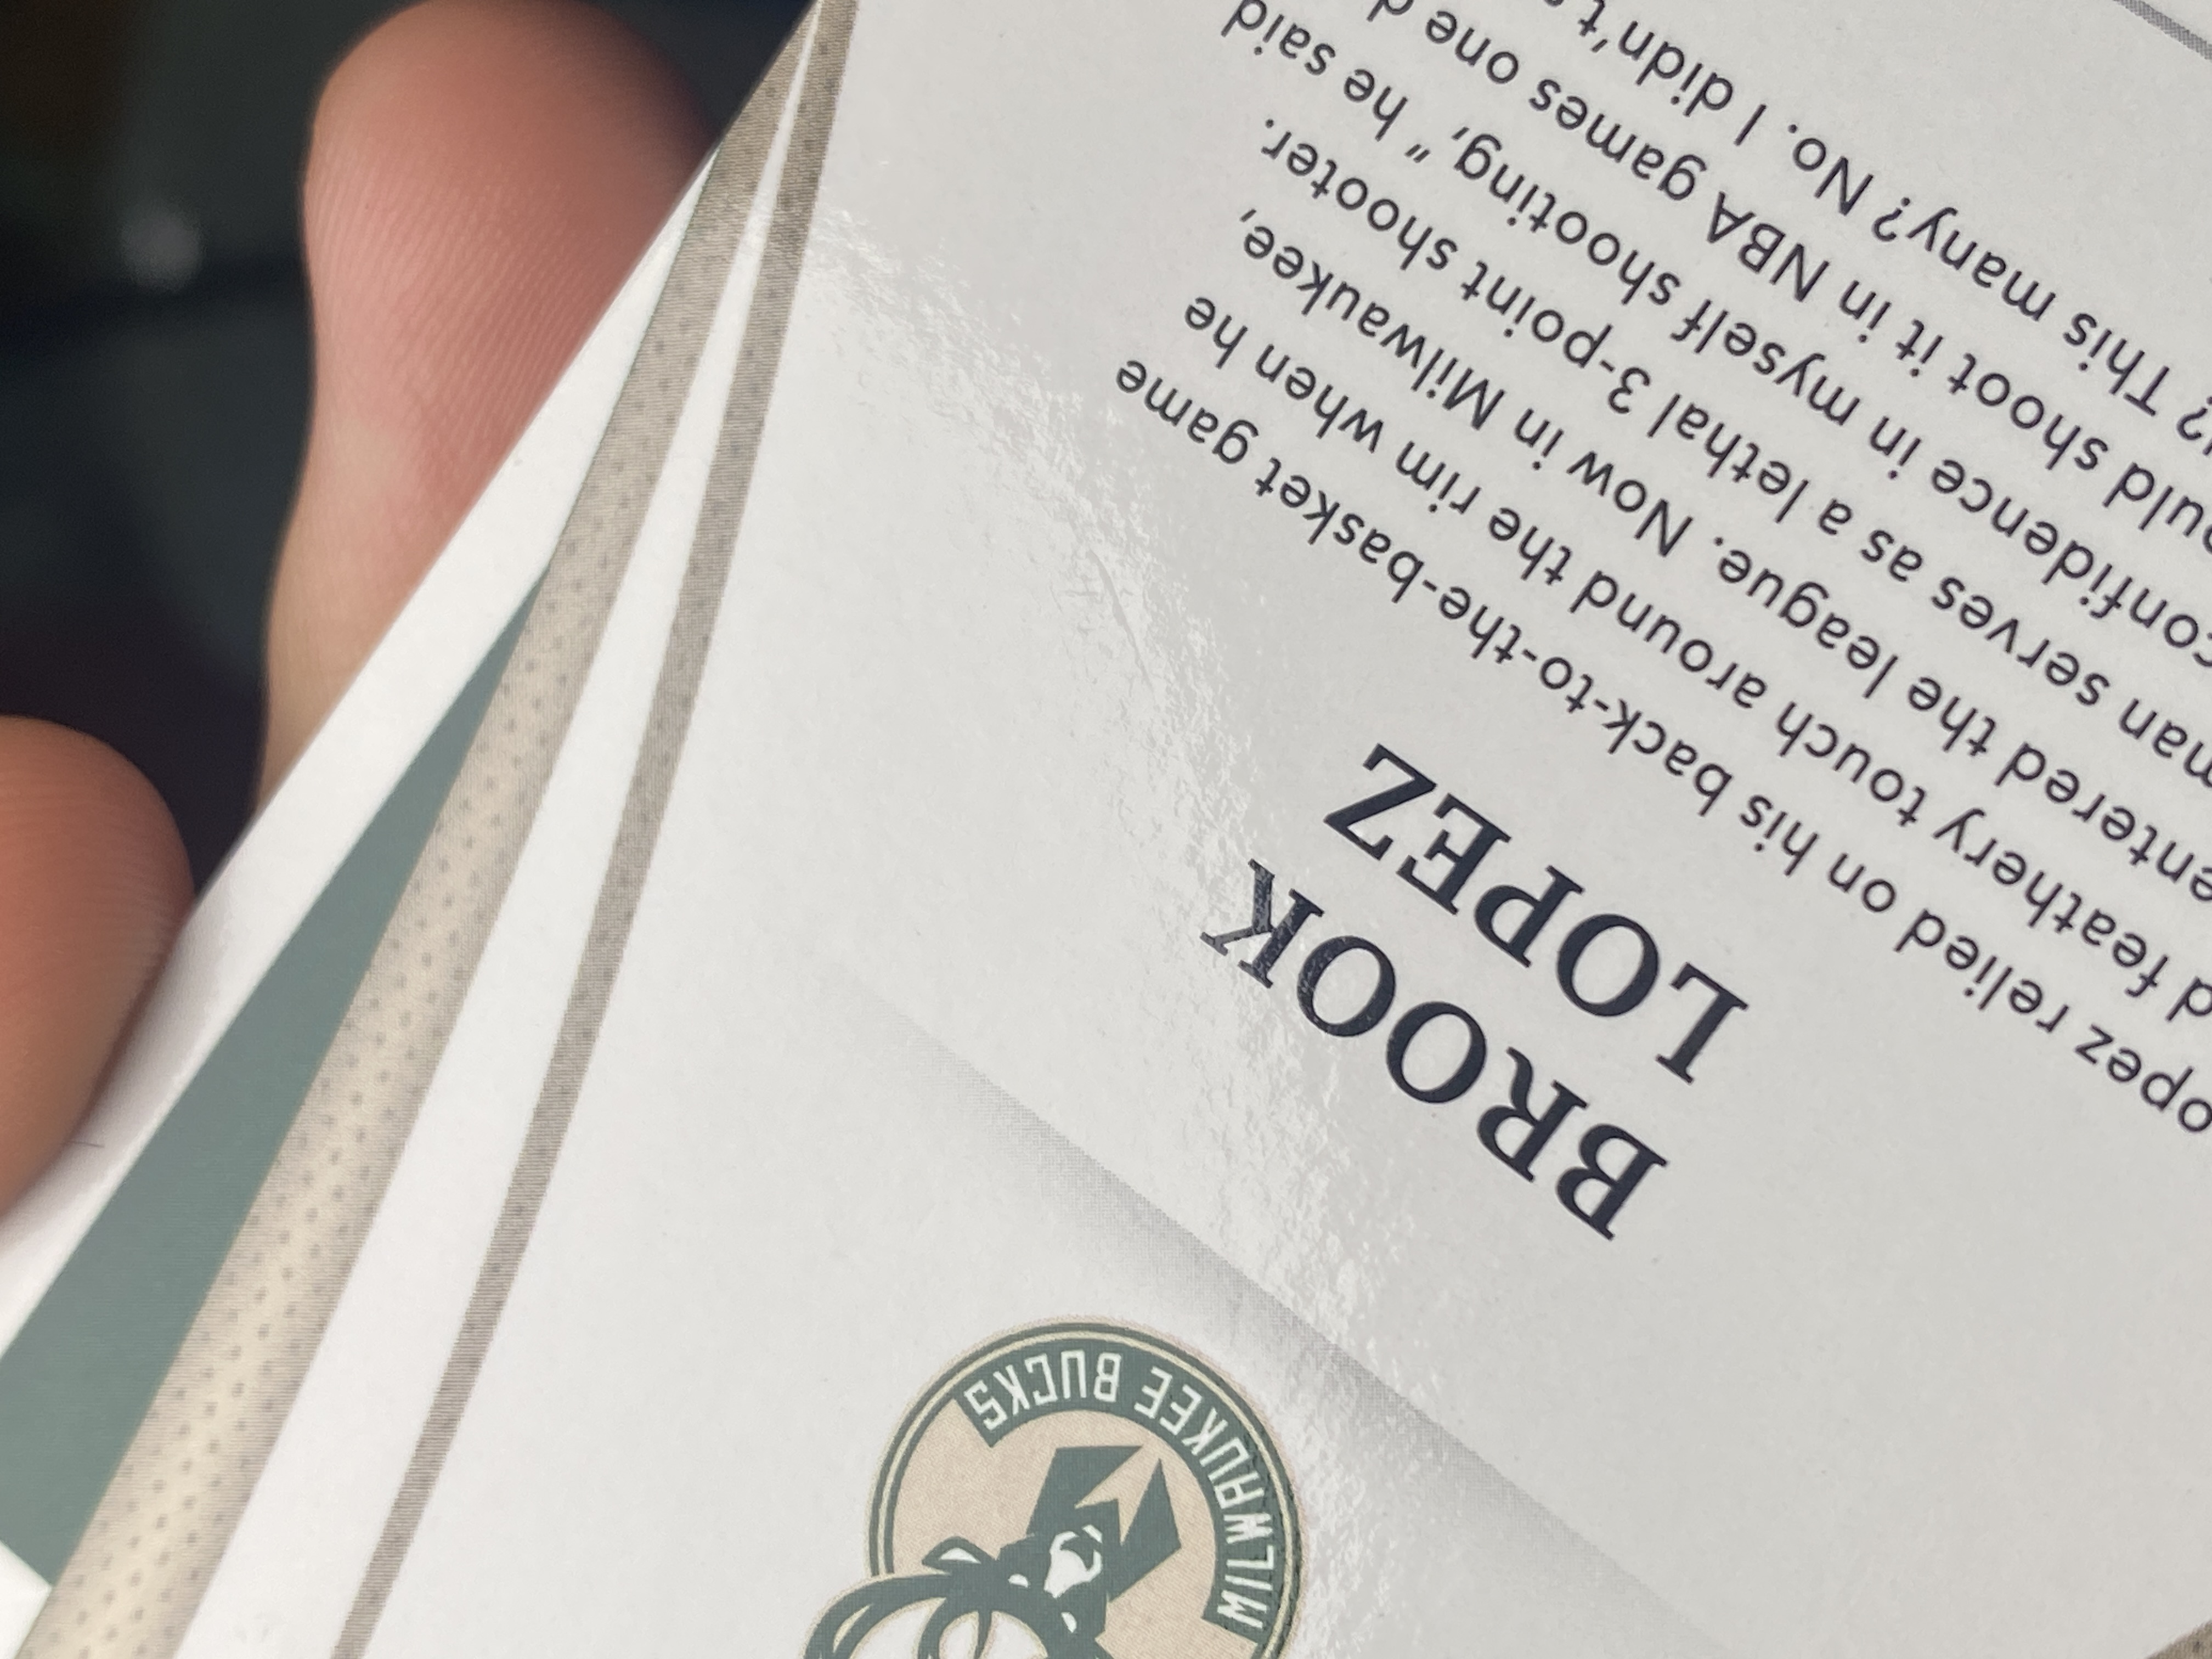 MILWAUKEE BUCKS
BROOK
LOPEZ
opez relied on his back-to-the-basket game
feathery touch around the rim when he
entered the league. Now in Milwaukee,
man serves as a lethal 3-point shooter.
confidence in myself shooting," he said
shoot it in NBA games one
? This many? No. I didn't